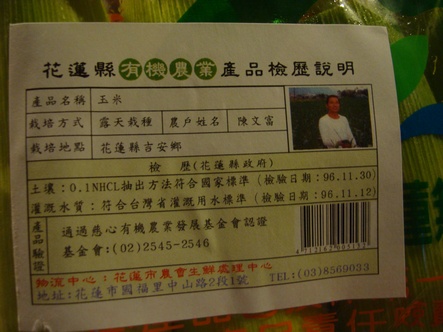 花蓮縣有機農業產品檢歷說明
產品名稱 玉米
栽培方式 露天栽種 農戶姓名 陳文富
栽培地點 花蓮縣吉安鄉
檢 歷(花蓮縣政府)
土壤：0.1NHCL抽出方法符合國家標準(檢驗日期：96.11.30)
灌溉水質：符合台灣省灌溉用水標準(檢驗日期：96.11.12)
產品驗證 通過慈心有機農業發展基金會認證
基金會：(02)2545-2546
物流中心：花蓮市農會生鮮處理中心 TEL:(03)8569033
地址：花蓮市國福里中山路2段1號